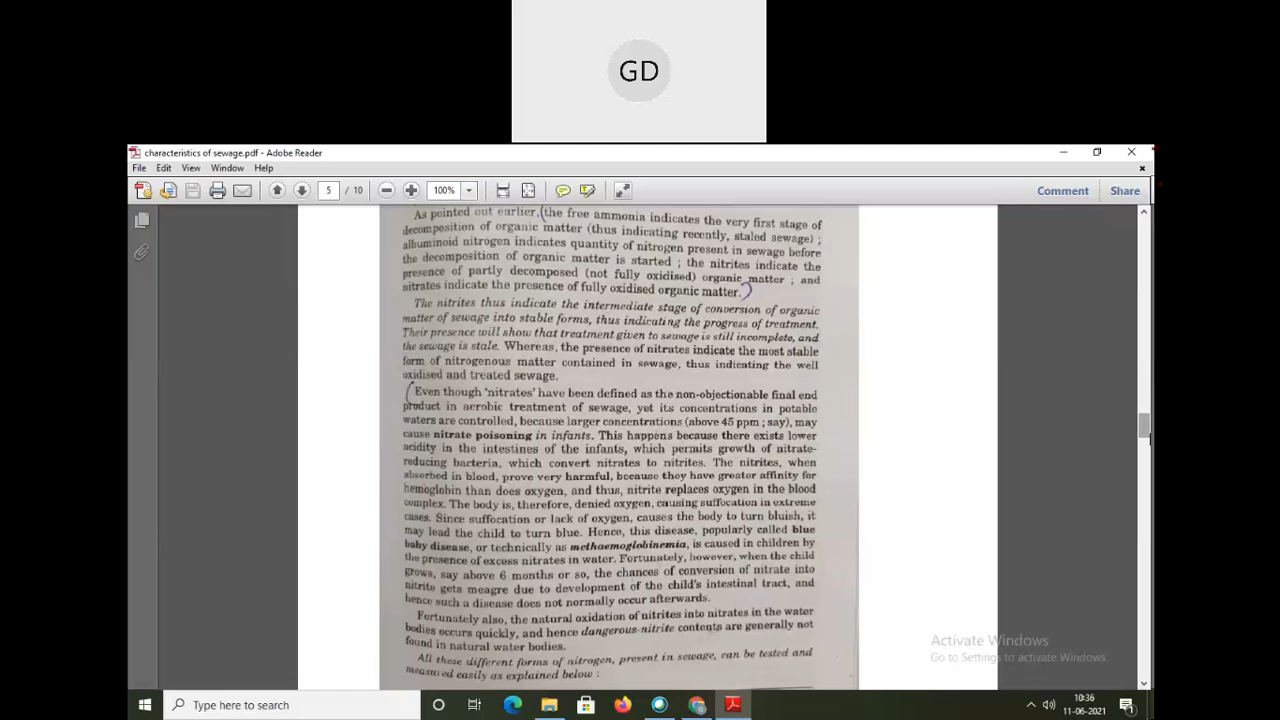 GD
characteristics of sewage.pdf - Adobe Reader
File Edit View Window Help
5 / 10 100% Comment Share
As pointed out earlier, (the free ammonia indicates the very first stage of
decomposition of organic matter (thus indicating recently, staled sewage) ;
albuminoid nitrogen indicates quantity of nitrogen present in sewage before
the decomposition of organic matter is started ; the nitrites indicate the
presence of partly decomposed (not fully oxidised) organic matter ; and
nitrates indicate the presence of fully oxidised organic matter.)
The nitrites thus indicate the intermediate stage of conversion of organic
matter of sewage into stable forms, thus indicating the progress of treatment.
Their presence will show that treatment given to sewage is still incomplete, and
the sewage is stale. Whereas, the presence of nitrates indicate the most stable
form of nitrogenous matter contained in sewage, thus indicating the well
oxidised and treated sewage.
(Even though 'nitrates' have been defined as the non-objectionable final end
product in aerobic treatment of sewage, yet its concentrations in potable
waters are controlled, because larger concentrations (above 45 ppm ; say), may
cause nitrate poisoning in infants. This happens because there exists lower
acidity in the intestines of the infants, which permits growth of nitrate-
reducing bacteria, which convert nitrates to nitrites. The nitrites, when
absorbed in blood, prove very harmful, because they have greater affinity for
hemoglobin than does oxygen, and thus, nitrite replaces oxygen in the blood
complex. The body is, therefore, denied oxygen, causing suffocation in extreme
cases. Since suffocation or lack of oxygen, causes the body to turn bluish, it
may lead the child to turn blue. Hence, this disease, popularly called blue
baby disease, or technically as methaemoglobinemia, is caused in children by
the presence of excess nitrates in water. Fortunately, however, when the child
grows, say above 6 months or so, the chances of conversion of nitrate into
nitrite gets meagre due to development of the child's intestinal tract, and
hence such a disease does not normally occur afterwards.
Fortunately also, the natural oxidation of nitrites into nitrates in the water
bodies occurs quickly, and hence dangerous-nitrite contents are generally not
found in natural water bodies.
All these different forms of nitrogen, present in sewage, can be tested and
measured easily as explained below :
Activate Windows
Go to Settings to activate Windows.
Type here to search
10:36
11-06-2021